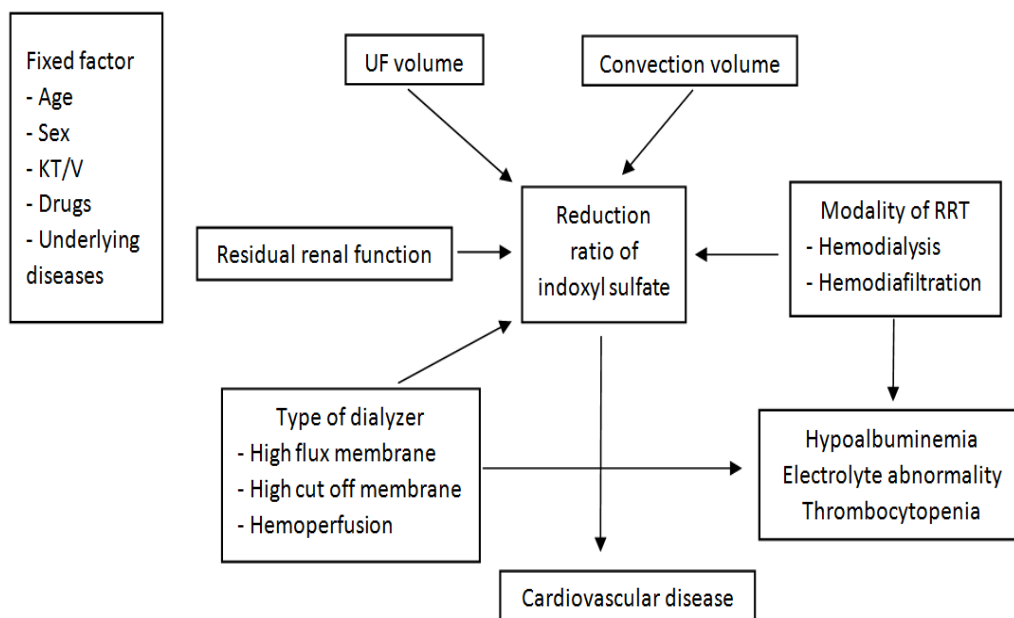 Fixed factor
- Age
- Sex
- KT/V
- Drugs
- Underlying
diseases
UF volume
Convection volume
Reduction
ratio of
indoxyl sulfate
Residual renal function
Modality of RRT
- Hemodialysis
- Hemodiafiltration
Type of dialyzer
- High flux membrane
- High cut off membrane
- Hemoperfusion
Hypoalbuminemia
Electrolyte abnormality
Thrombocytopenia
Cardiovascular disease